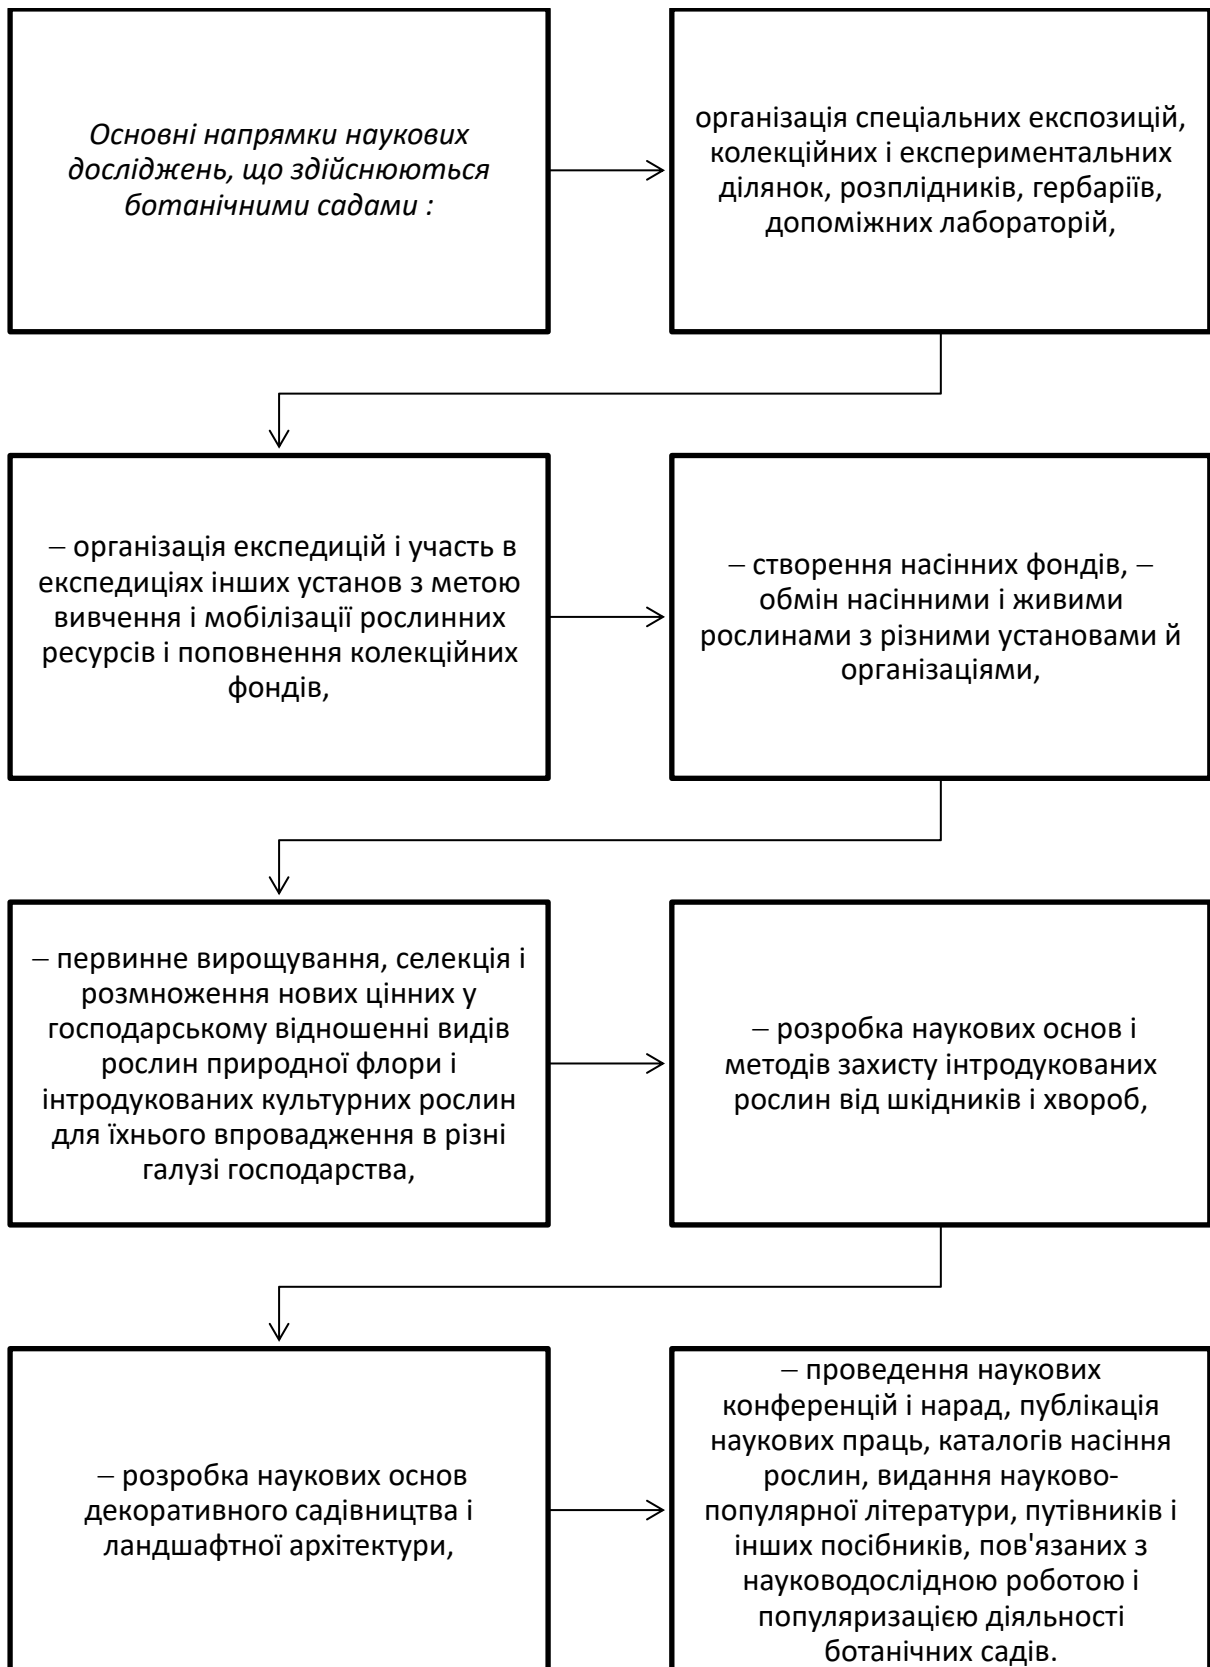 Основні напрямки наукових
досліджень, що здійснюються
ботанічними садами :
організація спеціальних експозицій,
колекційних і експериментальних
ділянок, розплідників, гербаріїв,
допоміжних лабораторій,
– організація експедицій і участь в
експедиціях інших установ з метою
вивчення і мобілізації рослинних
ресурсів і поповнення колекційних
фондів,
– створення насінних фондів, –
обмін насінними і живими
рослинами з різними установами й
організаціями,
– первинне вирощування, селекція і
розмноження нових цінних у
господарському відношенні видів
рослин природної флори і
інтродукованих культурних рослин
для їхнього впровадження в різні
галузі господарства,
– розробка наукових основ і
методів захисту інтродукованих
рослин від шкідників і хвороб,
– розробка наукових основ
декоративного садівництва і
ландшафтної архітектури,
– проведення наукових
конференцій і нарад, публікація
наукових праць, каталогів насіння
рослин, видання науково-
популярної літератури, путівників і
інших посібників, пов'язаних з
науководослідною роботою і
популяризацією діяльності
ботанічних садів.